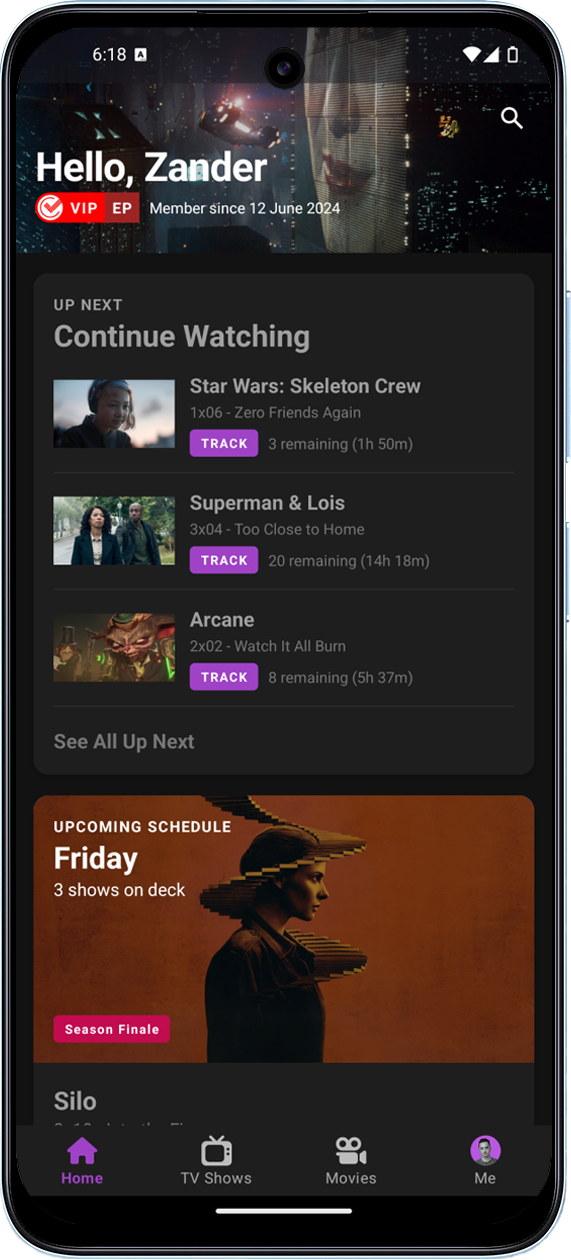 6:18 A
Hello, Zander
VIP EP Member since 12 June 2024
UP NEXT
Continue Watching
Star Wars: Skeleton Crew
1x06 - Zero Friends Again
TRACK 3 remaining (1h 50m)
Superman & Lois
3x04 - Too Close to Home
TRACK 20 remaining (14h 18m)
Arcane
2x02 - Watch It All Burn
TRACK 8 remaining (5h 37m)
See All Up Next
UPCOMING SCHEDULE
Friday
3 shows on deck
Season Finale
Silo
Home TV Shows Movies Me